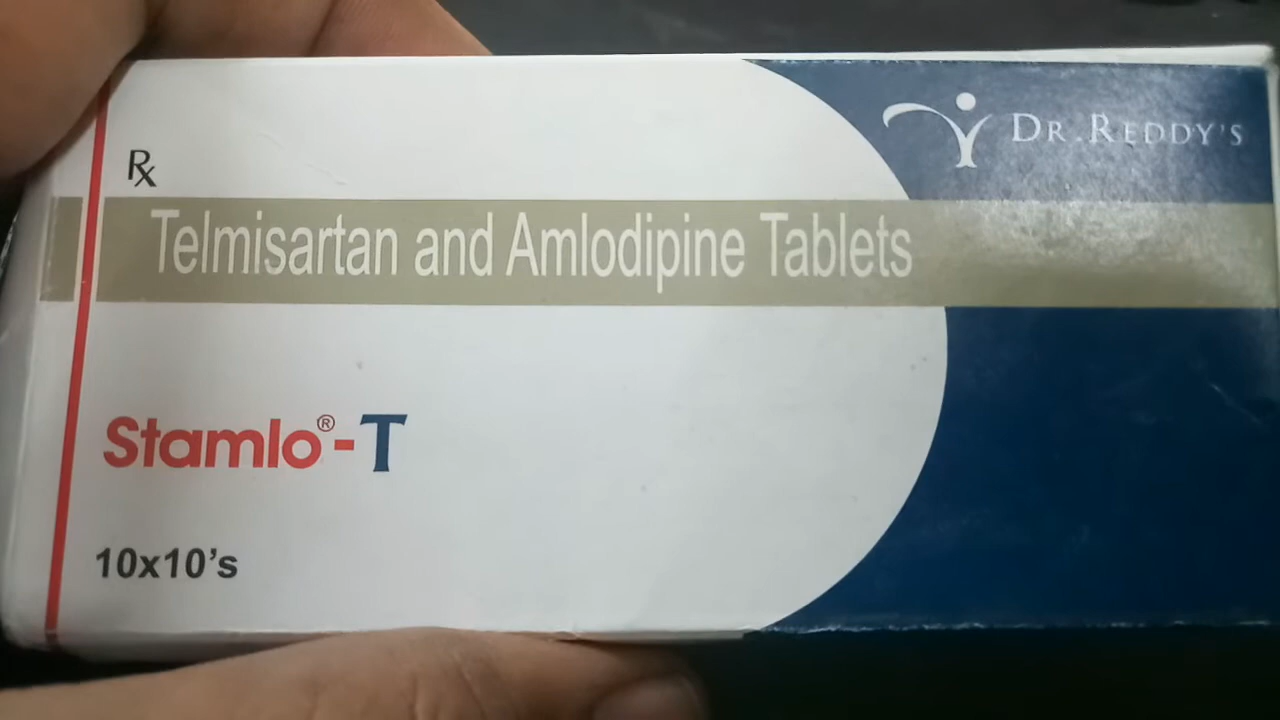 DR. REDDY'S
Rx
Telmisartan and Amlodipine Tablets
Stamlo®-T
10x10's